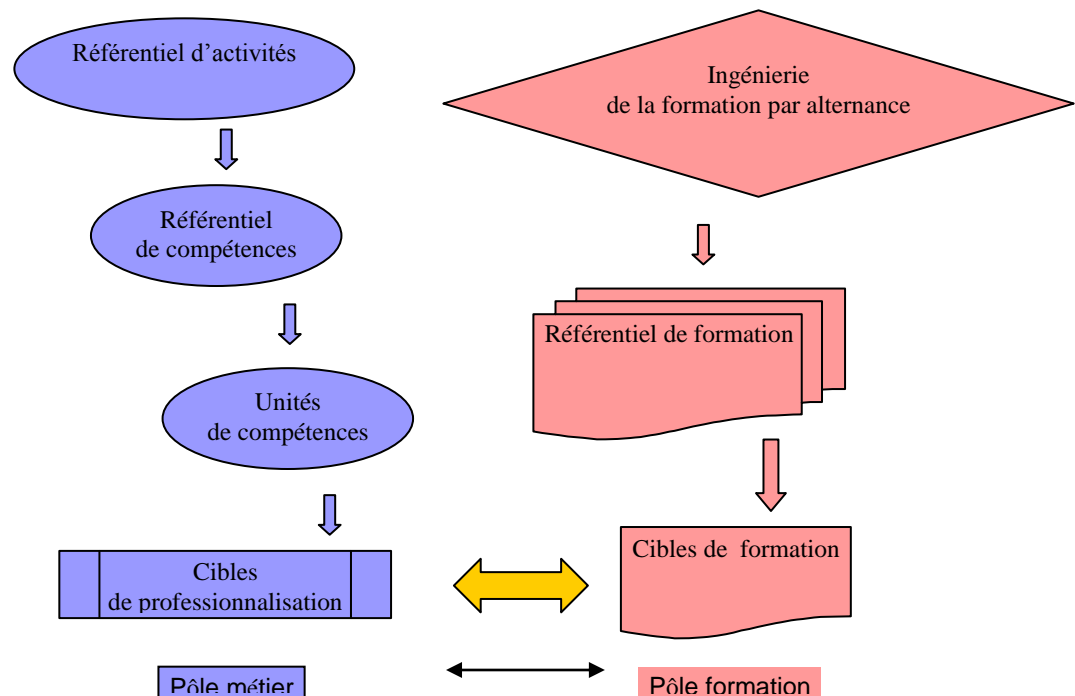 Référentiel d’activités
Ingénierie
de la formation par alternance
Référentiel
de compétences
Référentiel de formation
Unités
de compétences
Cibles
de professionnalisation
Cibles de formation
Pôle métier
Pôle formation